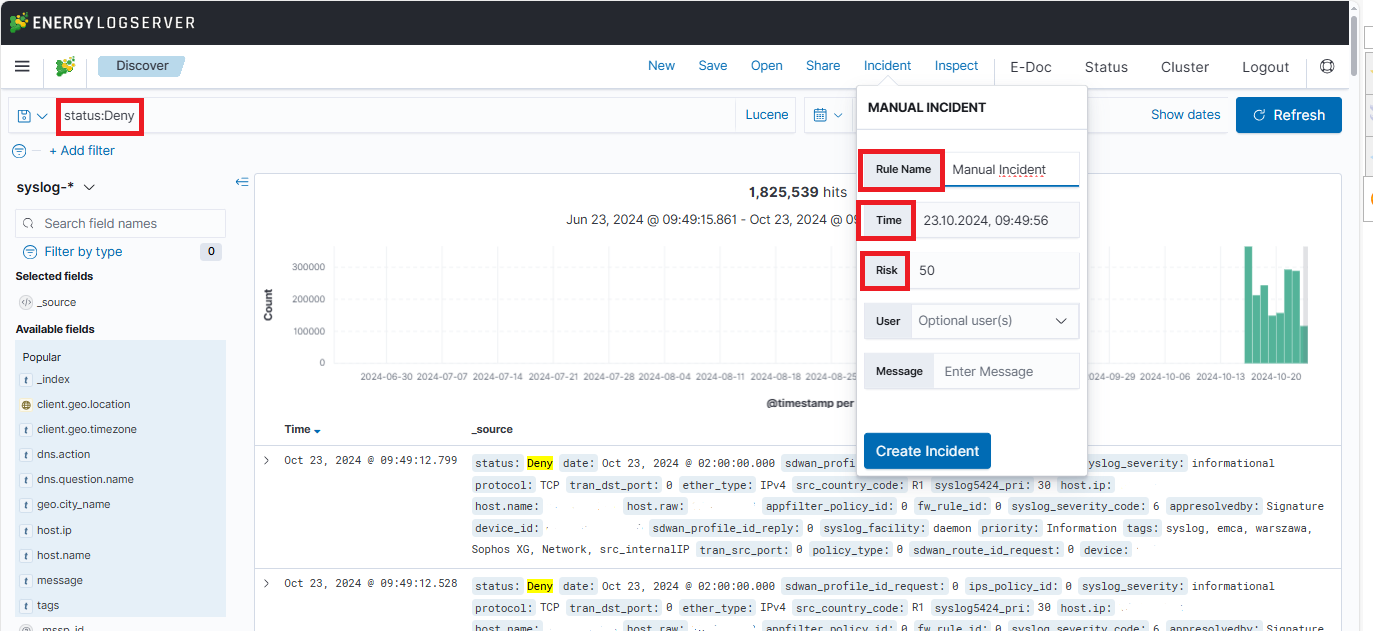 ENERGY LOGSERVER
Discover
New Save Open Share Incident Inspect E-Doc Status Cluster Logout
status:Deny
Lucene
Show dates
Refresh
+ Add filter
MANUAL INCIDENT
Rule Name Manual Incident
Time 23.10.2024, 09:49:56
Risk 50
User Optional user(s)
Message Enter Message
Create Incident
syslog-*
Search field names
Filter by type 0
Selected fields
_source
Available fields
Popular
t _index
client.geo.location
t client.geo.timezone
t dns.action
t dns.question.name
t geo.city_name
t host.ip
t host.name
t message
t tags
mssp_id
1,825,539 hits
Jun 23, 2024 @ 09:49:15.861 - Oct 23, 2024 @
Count
300000
200000
100000
0
2024-06-30 2024-07-07 2024-07-14 2024-07-21 2024-07-28 2024-08-04 2024-08-11 2024-08-18 2024-08-25 2024-09-29 2024-10-06 2024-10-13 2024-10-20
@timestamp per
Time _source
Oct 23, 2024 @ 09:49:12.799
status: Deny date: Oct 23, 2024 @ 02:00:00.000 syslog_severity: informational
protocol: TCP tran_dst_port: 0 ether_type: IPv4 src_country_code: R1 syslog5424_pri: 30 host.ip:
host.name: host.raw: appfilter_policy_id: 0 fw_rule_id: 0 syslog_severity_code: 6 appresolvedby: Signature
device_id: sdwan_profile_id_reply: 0 syslog_facility: daemon priority: Information tags: syslog, emca, warszawa,
Sophos XG, Network, src_internalIP tran_src_port: 0 policy_type: 0 sdwan_route_id_request: 0 device:
Oct 23, 2024 @ 09:49:12.528
status: Deny date: Oct 23, 2024 @ 02:00:00.000 sdwan_profile_id_request: 0 ips_policy_id: 0 syslog_severity: informational
protocol: TCP tran_dst_port: 0 ether_type: IPv4 src_country_code: R1 syslog5424_pri: 30 host.ip:
host.name: host.raw: appfilter_policy_id: 0 fw_rule_id: 0 syslog_severity_code: 6 appresolvedby: Signature